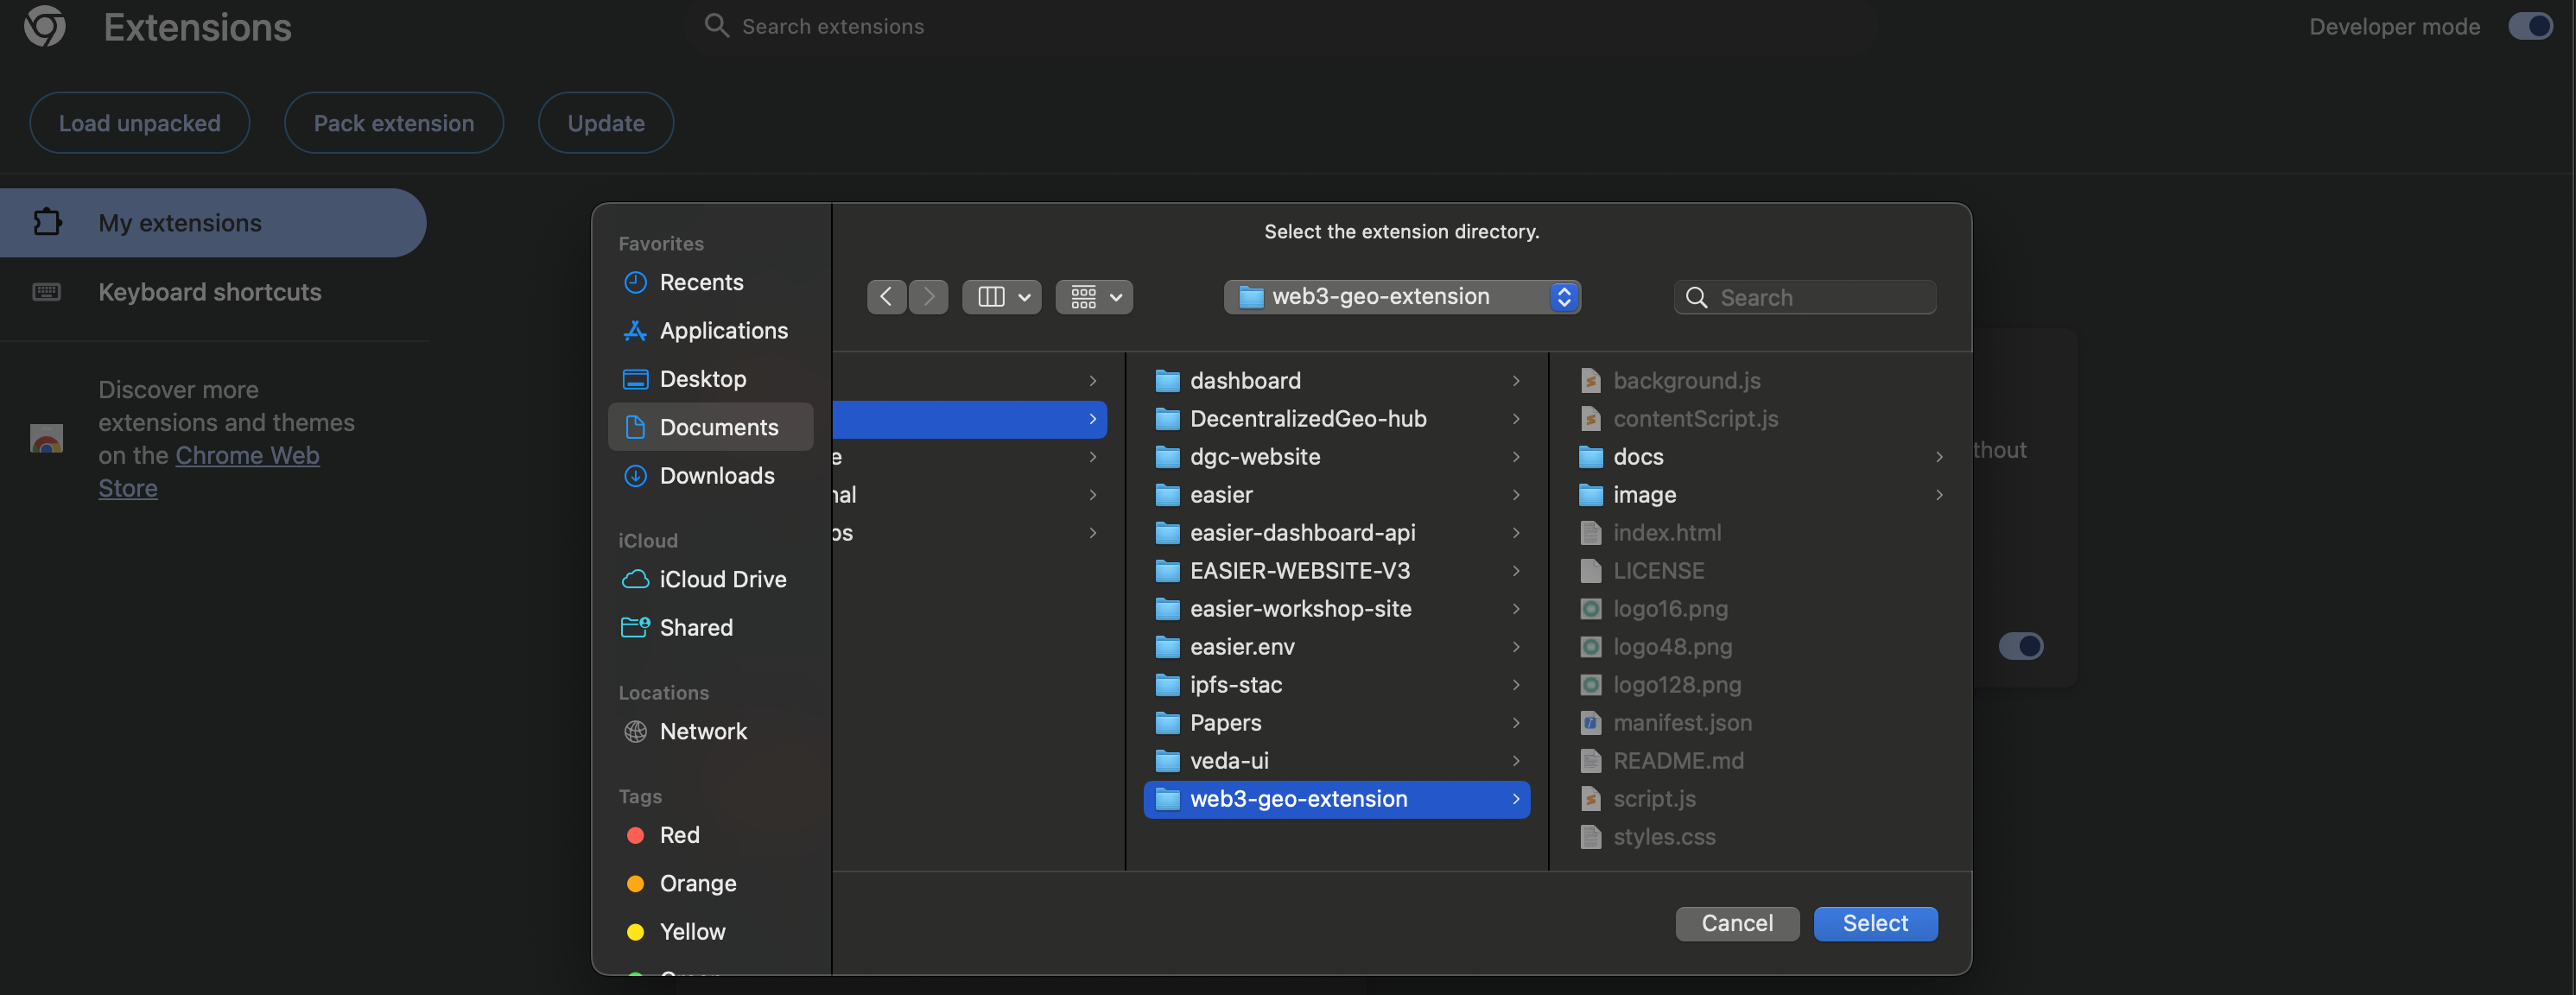 Extensions
Search extensions
Developer mode
Load unpacked
Pack extension
Update
My extensions
Keyboard shortcuts
Discover more
extensions and themes
on the Chrome Web
Store
Select the extension directory.
Favorites
Recents
Applications
Desktop
Documents
Downloads
iCloud
iCloud Drive
Shared
Locations
Network
Tags
Red
Orange
Yellow
web3-geo-extension
Search
dashboard
DecentralizedGeo-hub
dgc-website
easier
easier-dashboard-api
EASIER-WEBSITE-V3
easier-workshop-site
easier.env
ipfs-stac
Papers
veda-ui
web3-geo-extension
background.js
contentScript.js
docs
image
index.html
LICENSE
logo16.png
logo48.png
logo128.png
manifest.json
README.md
script.js
styles.css
Cancel
Select